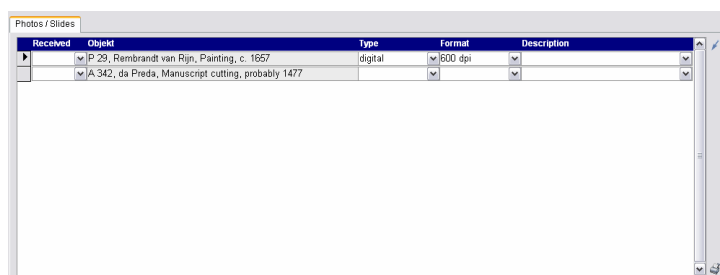 Photos / Slides
Received Objekt Type Format Description
P 29, Rembrandt van Rijn, Painting, c. 1657 digital 600 dpi
A 342, da Preda, Manuscript cutting, probably 1477